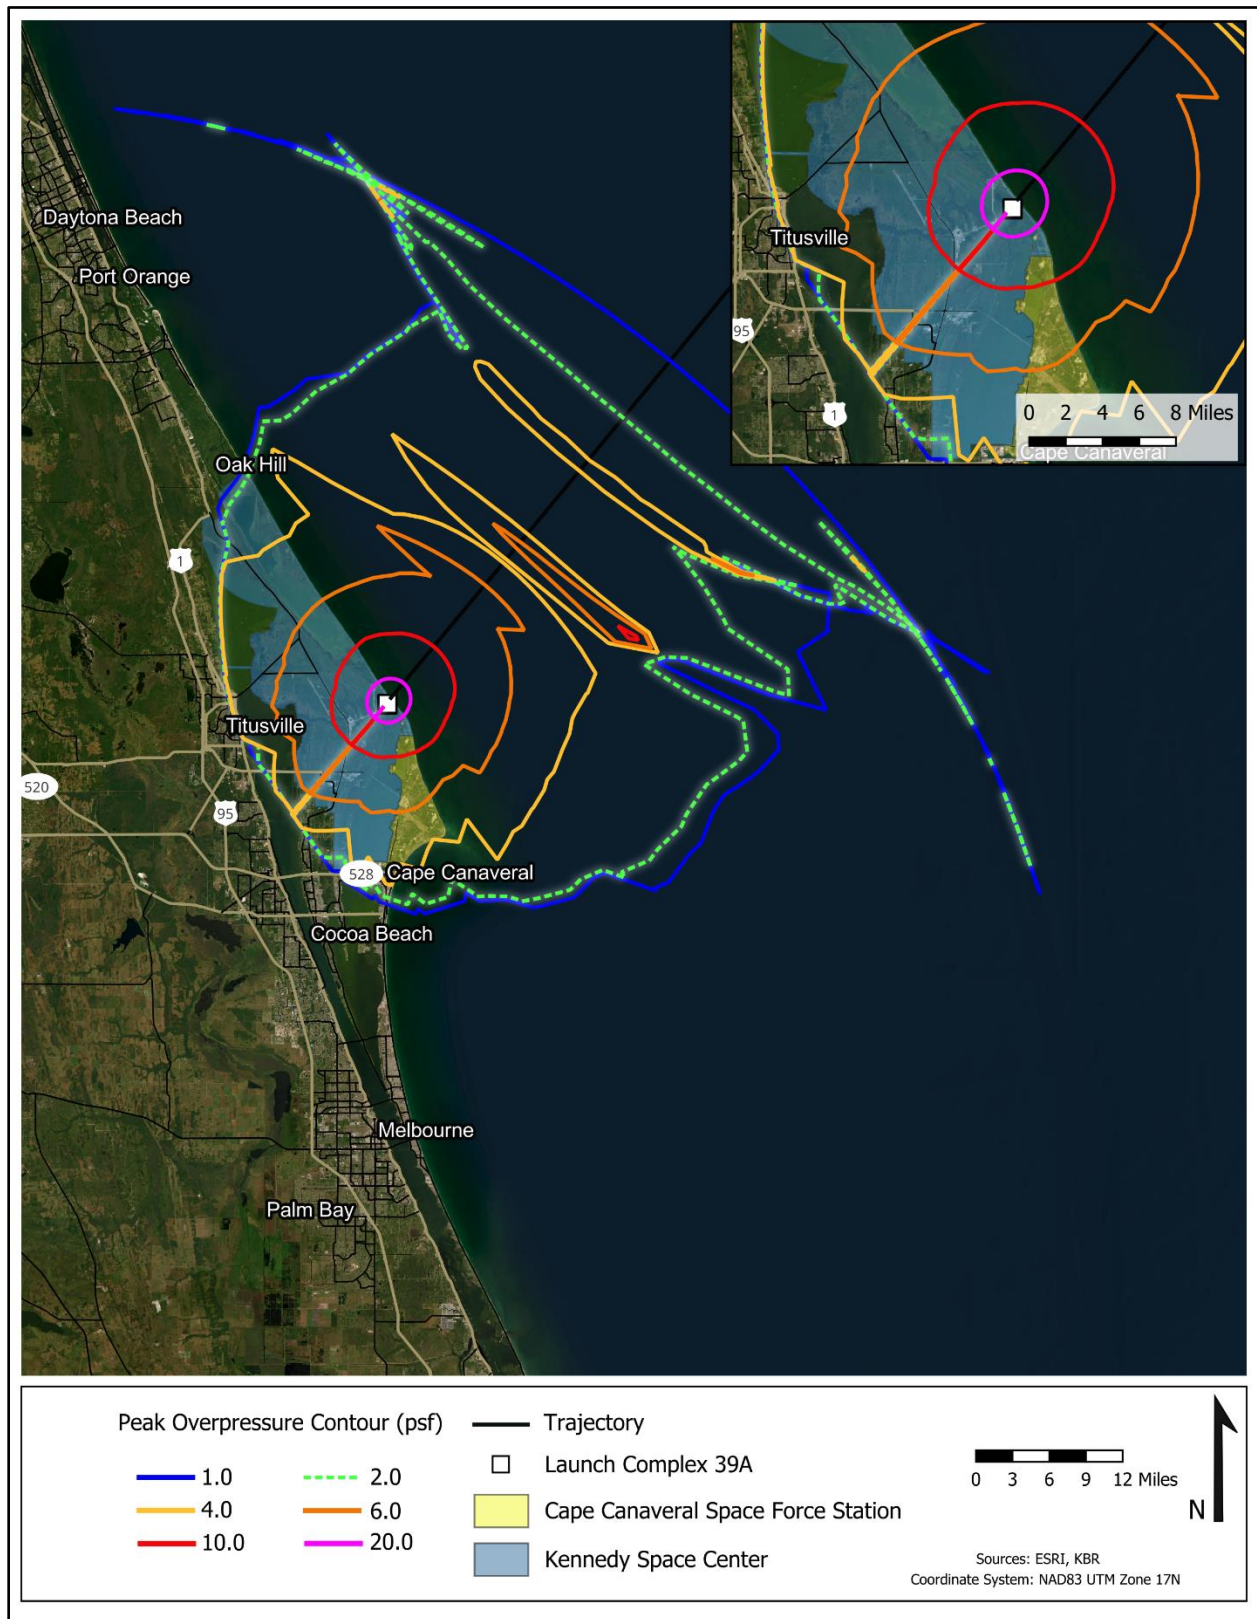 Daytona Beach
Port Orange
Oak Hill
1
Titusville
520
95
528
Cape Canaveral
Cocoa Beach
Melbourne
Palm Bay
Titusville
95
1
0 2 4 6 8 Miles
Cape Canaveral
Peak Overpressure Contour (psf)
1.0
2.0
4.0
6.0
10.0
20.0
Trajectory
Launch Complex 39A
Cape Canaveral Space Force Station
Kennedy Space Center
0 3 6 9 12 Miles
N
Sources: ESRI, KBR
Coordinate System: NAD83 UTM Zone 17N